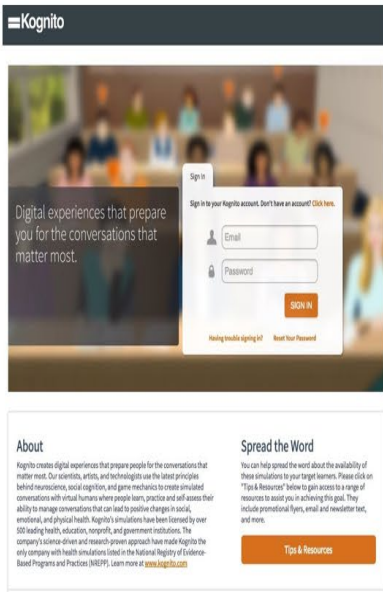 Kognito
Digital experiences that prepare
you for the conversations that
matter most.
Sign in
Sign in to your Kognito account. Don't have an account? Click here.
Email
Password
SIGN IN
Having trouble signing in? Reset Your Password
About
Kognito creates digital experiences that prepare people for the conversations that
matter most. Our scientists, artists, and technologists use the latest principles
behind neuroscience, social cognition, and game mechanics to create simulated
conversations with virtual humans where people learn, practice and self-assess their
ability to manage conversations that can lead to positive changes in social,
emotional, and physical health. Kognito's simulations have been licensed by over
500 leading health, education, nonprofit, and government institutions. The
company's science-driven and research-proven approach have made Kognito the
only company with health simulations listed in the National Registry of Evidence-
Based Programs and Practices (NREPP). Learn more at www.kognito.com
Spread the Word
You can help spread the word about the availability of
these simulations to your target learners. Please click on
"Tips & Resources" below to gain access to a range of
resources to assist you in achieving this goal. They
include promotional flyers, email and newsletter text,
and more.
Tips & Resources